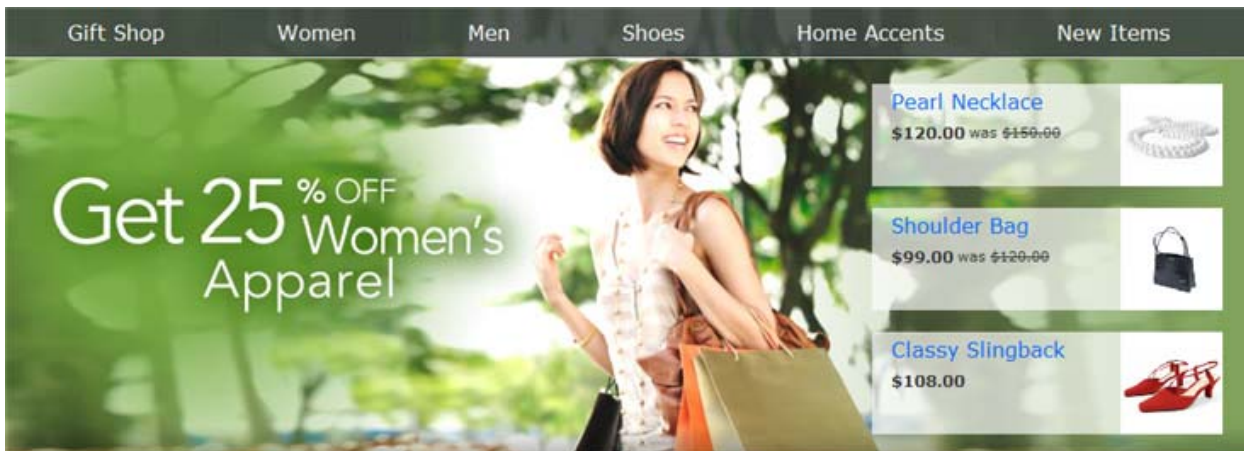 Gift Shop Women Men Shoes Home Accents New Items
Get 25 % OFF
Women's
Apparel
Pearl Necklace
$120.00 was $150.00
Shoulder Bag
$99.00 was $120.00
Classy Slingback
$108.00